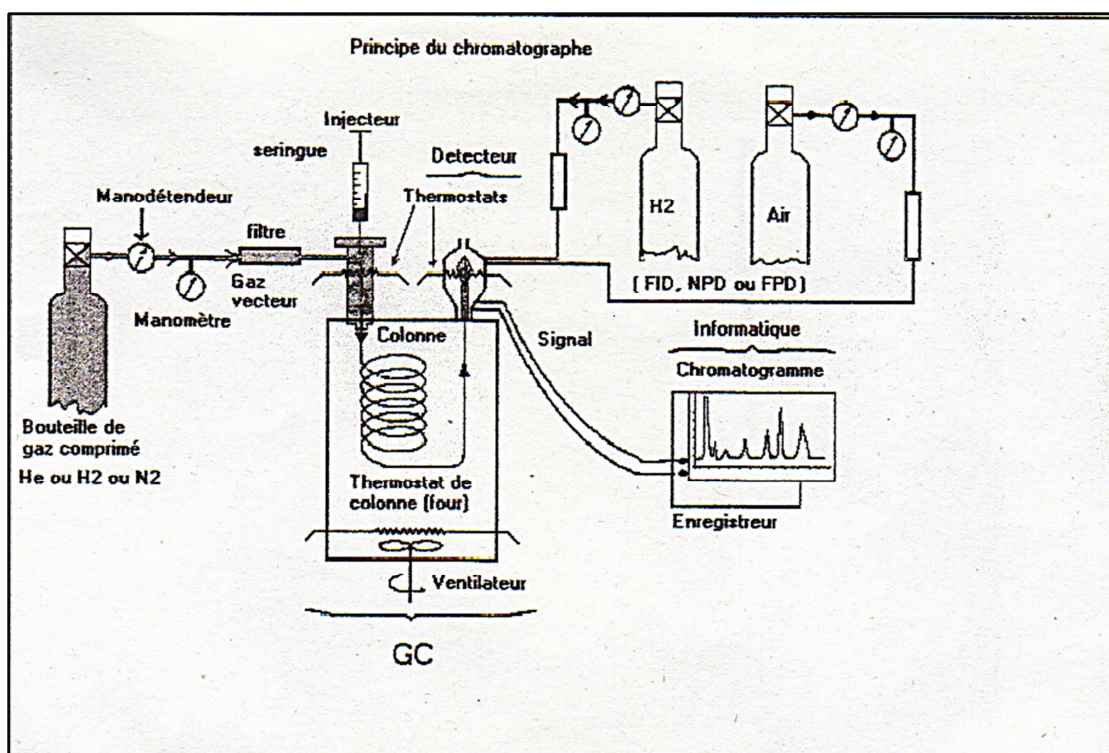 Principe du chromatographe
Injecteur
seringue
Détecteur
Thermostats
Manodétendeur
filtre
Gaz
vecteur
Manomètre
H2
Air
( FID, NPD ou FPD )
Colonne
Signal
Informatique
Chromatogramme
Bouteille de
gaz comprimé
He ou H2 ou N2
Thermostat de
colonne (four)
Enregistreur
Ventilateur
GC